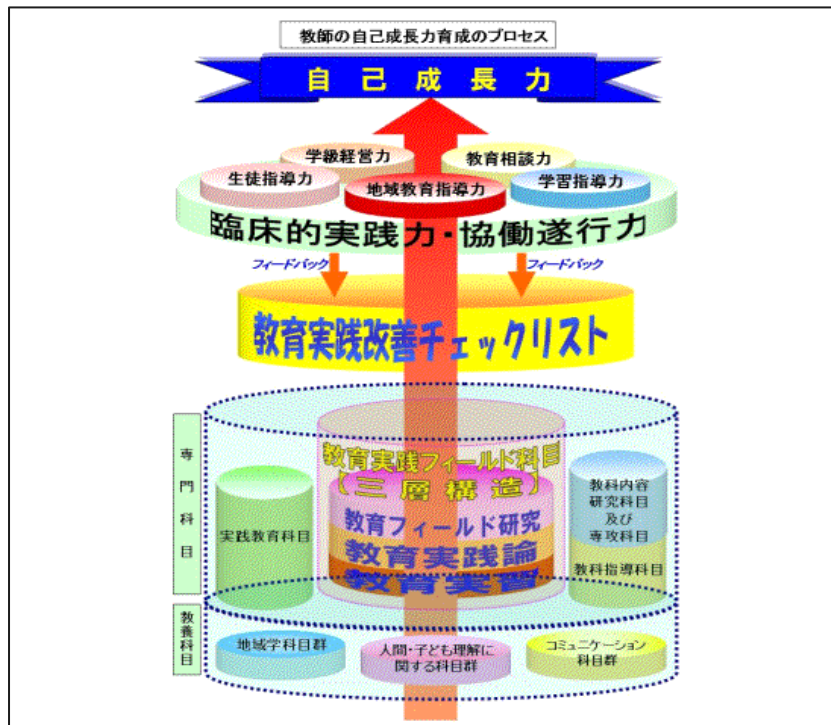 教師の自己成長力育成のプロセス
自己成長力
学級経営力
教育相談力
生徒指導力
地域教育指導力
学習指導力
臨床的実践力・協働遂行力
フィードバック
フィードバック
教育実践改善チェックリスト
専門科目
教育実践フィールド科目
【三層構造】
教育フィールド研究
教育実践論
教育実習
実践教育科目
教科内容
研究科目
及び
専攻科目
教科指導科目
教養科目
地域学科目群
人間・子ども理解に
関する科目群
コミュニケーション
科目群